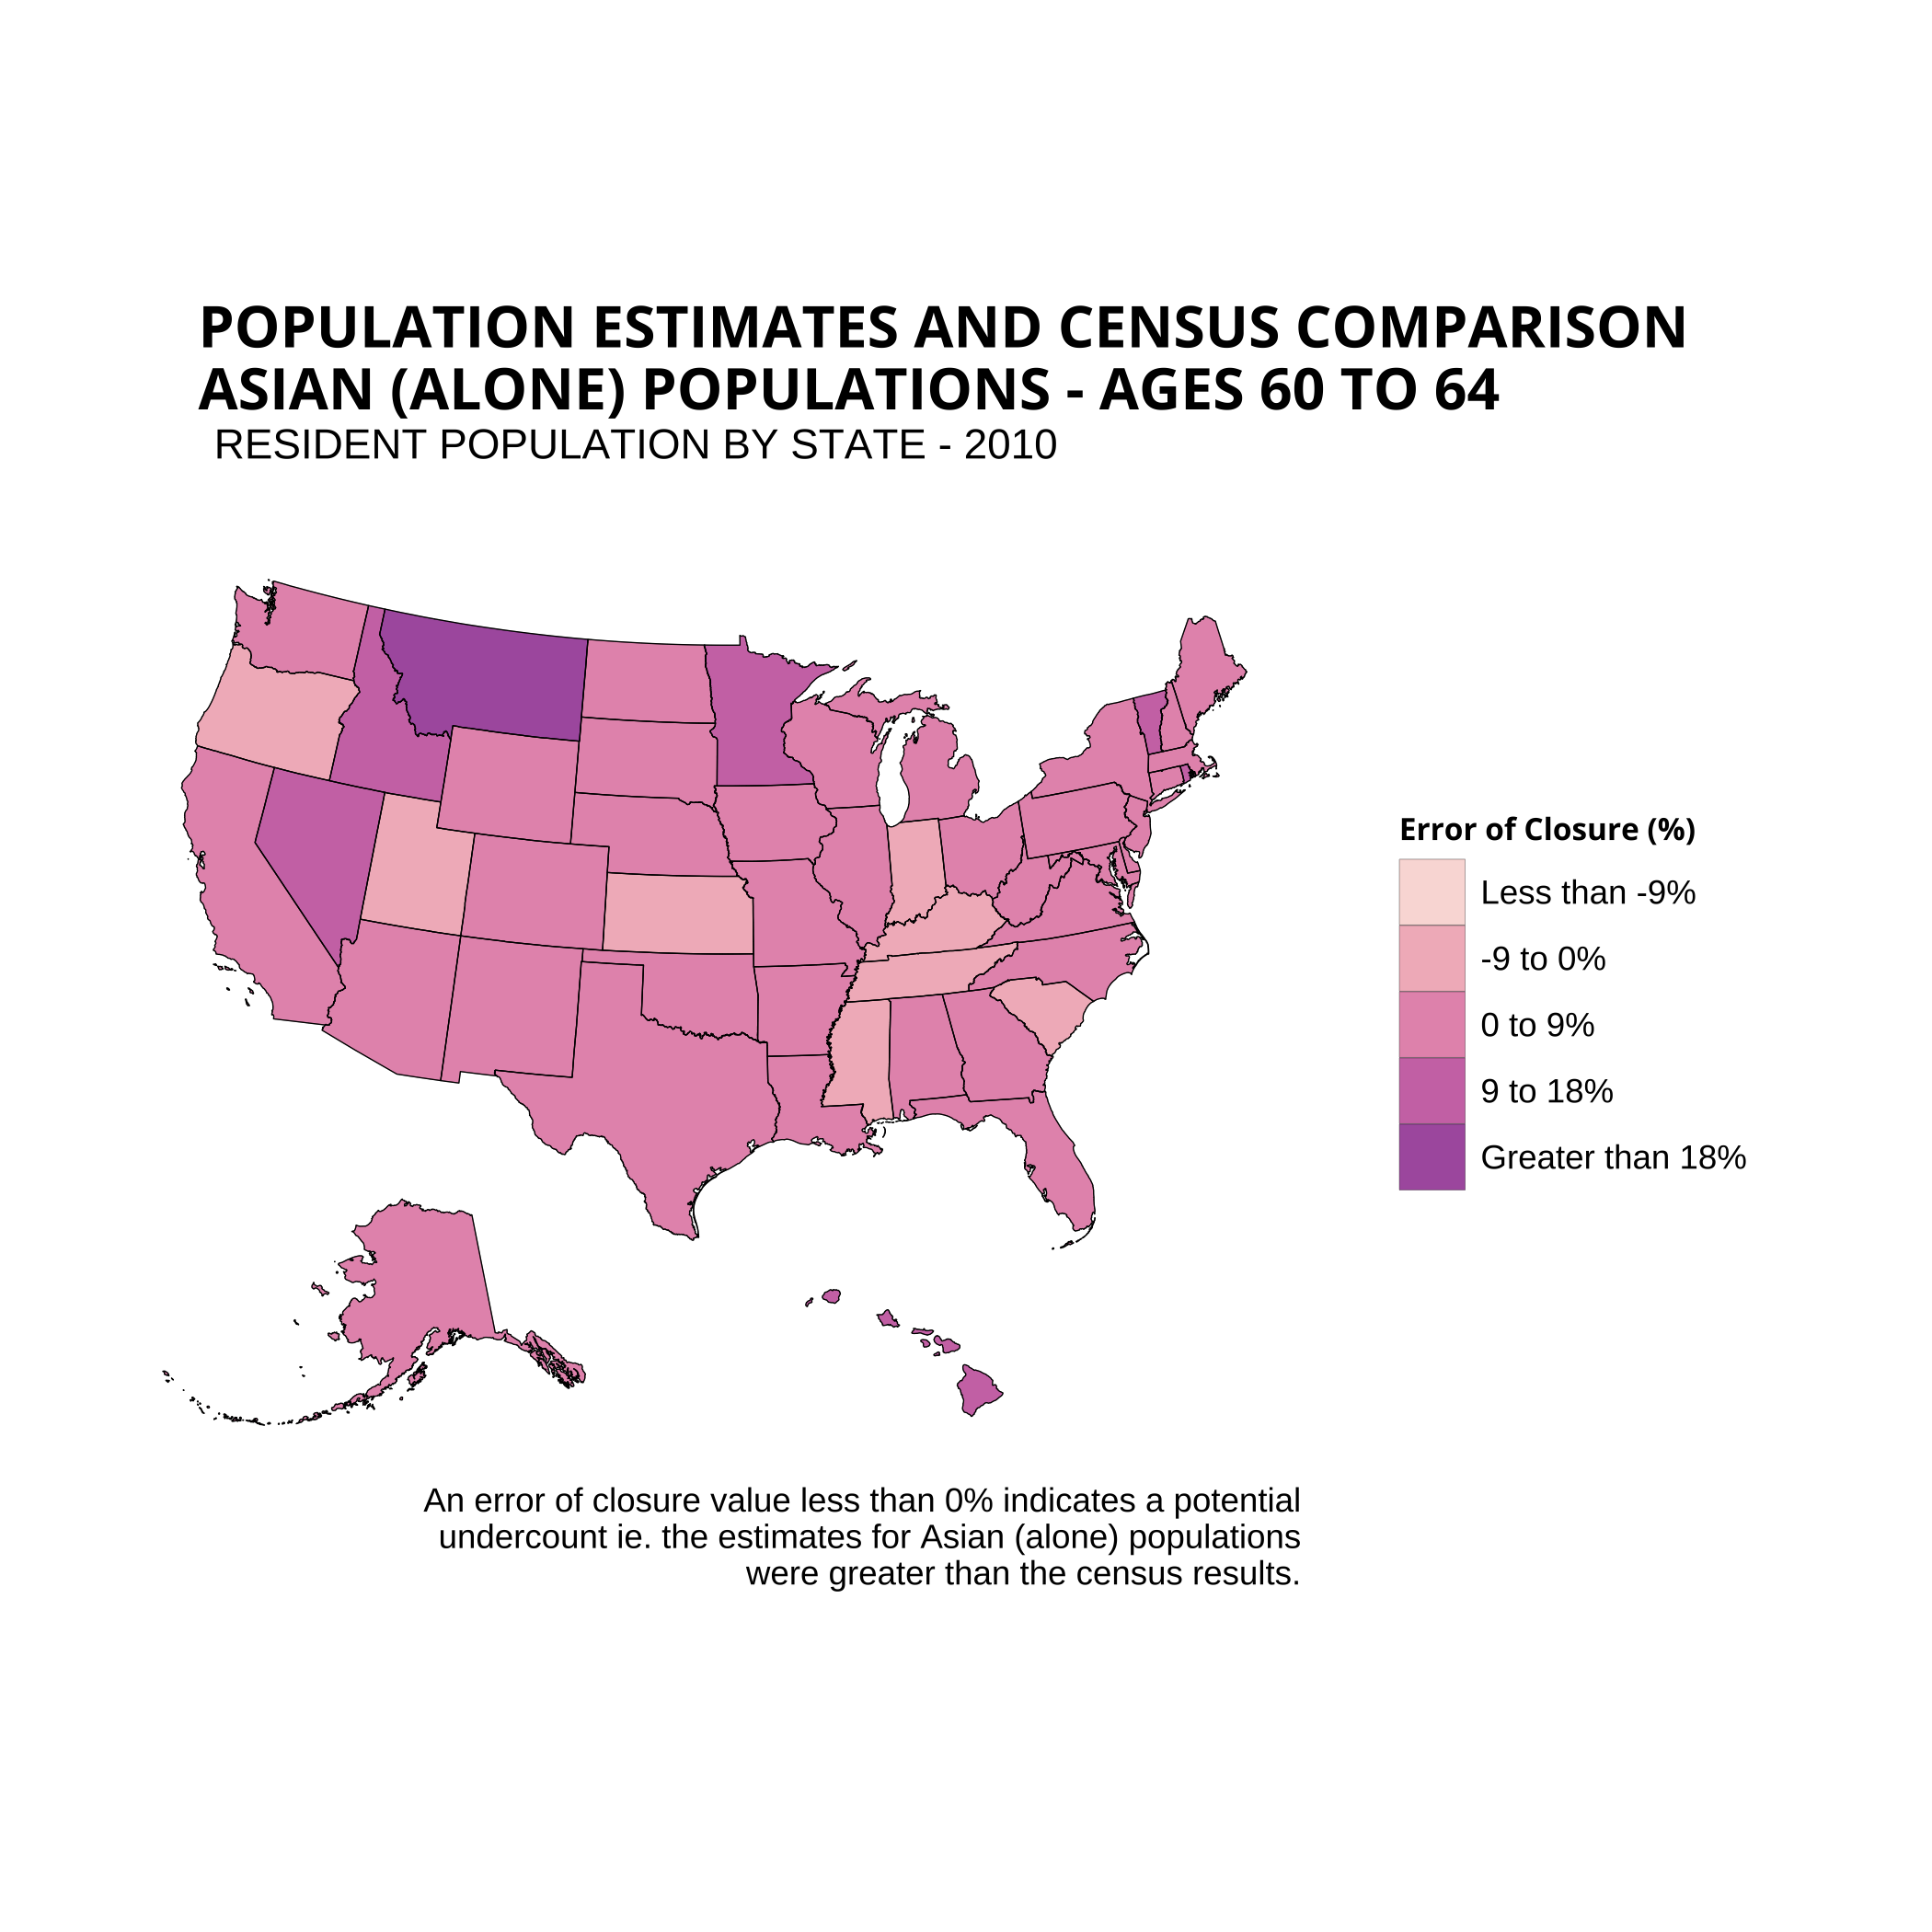 POPULATION ESTIMATES AND CENSUS COMPARISON
ASIAN (ALONE) POPULATIONS - AGES 60 TO 64
RESIDENT POPULATION BY STATE - 2010
Error of Closure (%)
Less than -9%
-9 to 0%
0 to 9%
9 to 18%
Greater than 18%
An error of closure value less than 0% indicates a potential
undercount ie. the estimates for Asian (alone) populations
were greater than the census results.